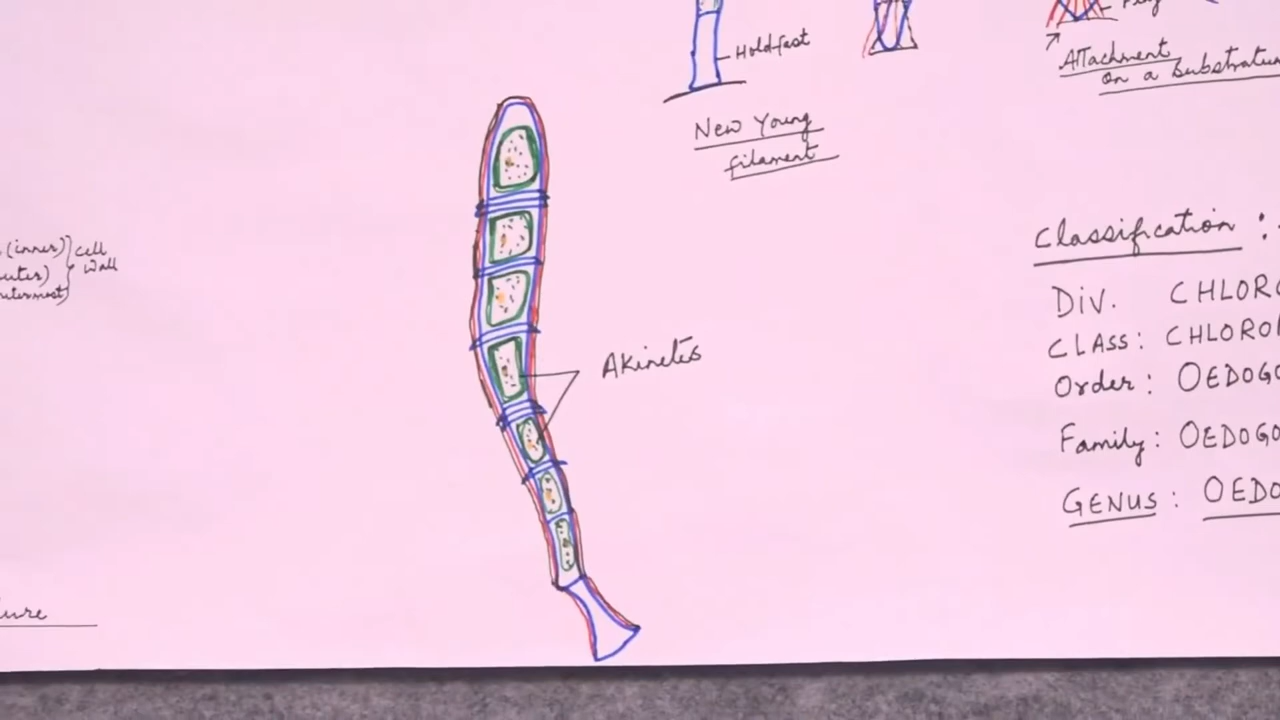 Holdfast
Attachment
on a Substratum
New Young
filament
(inner) Cell
Wall
Akinetes
Classification :
Div. CHLORO
CLASS: CHLORO
Order: OEDOGO
Family: OEDOGO
GENUS: OEDO